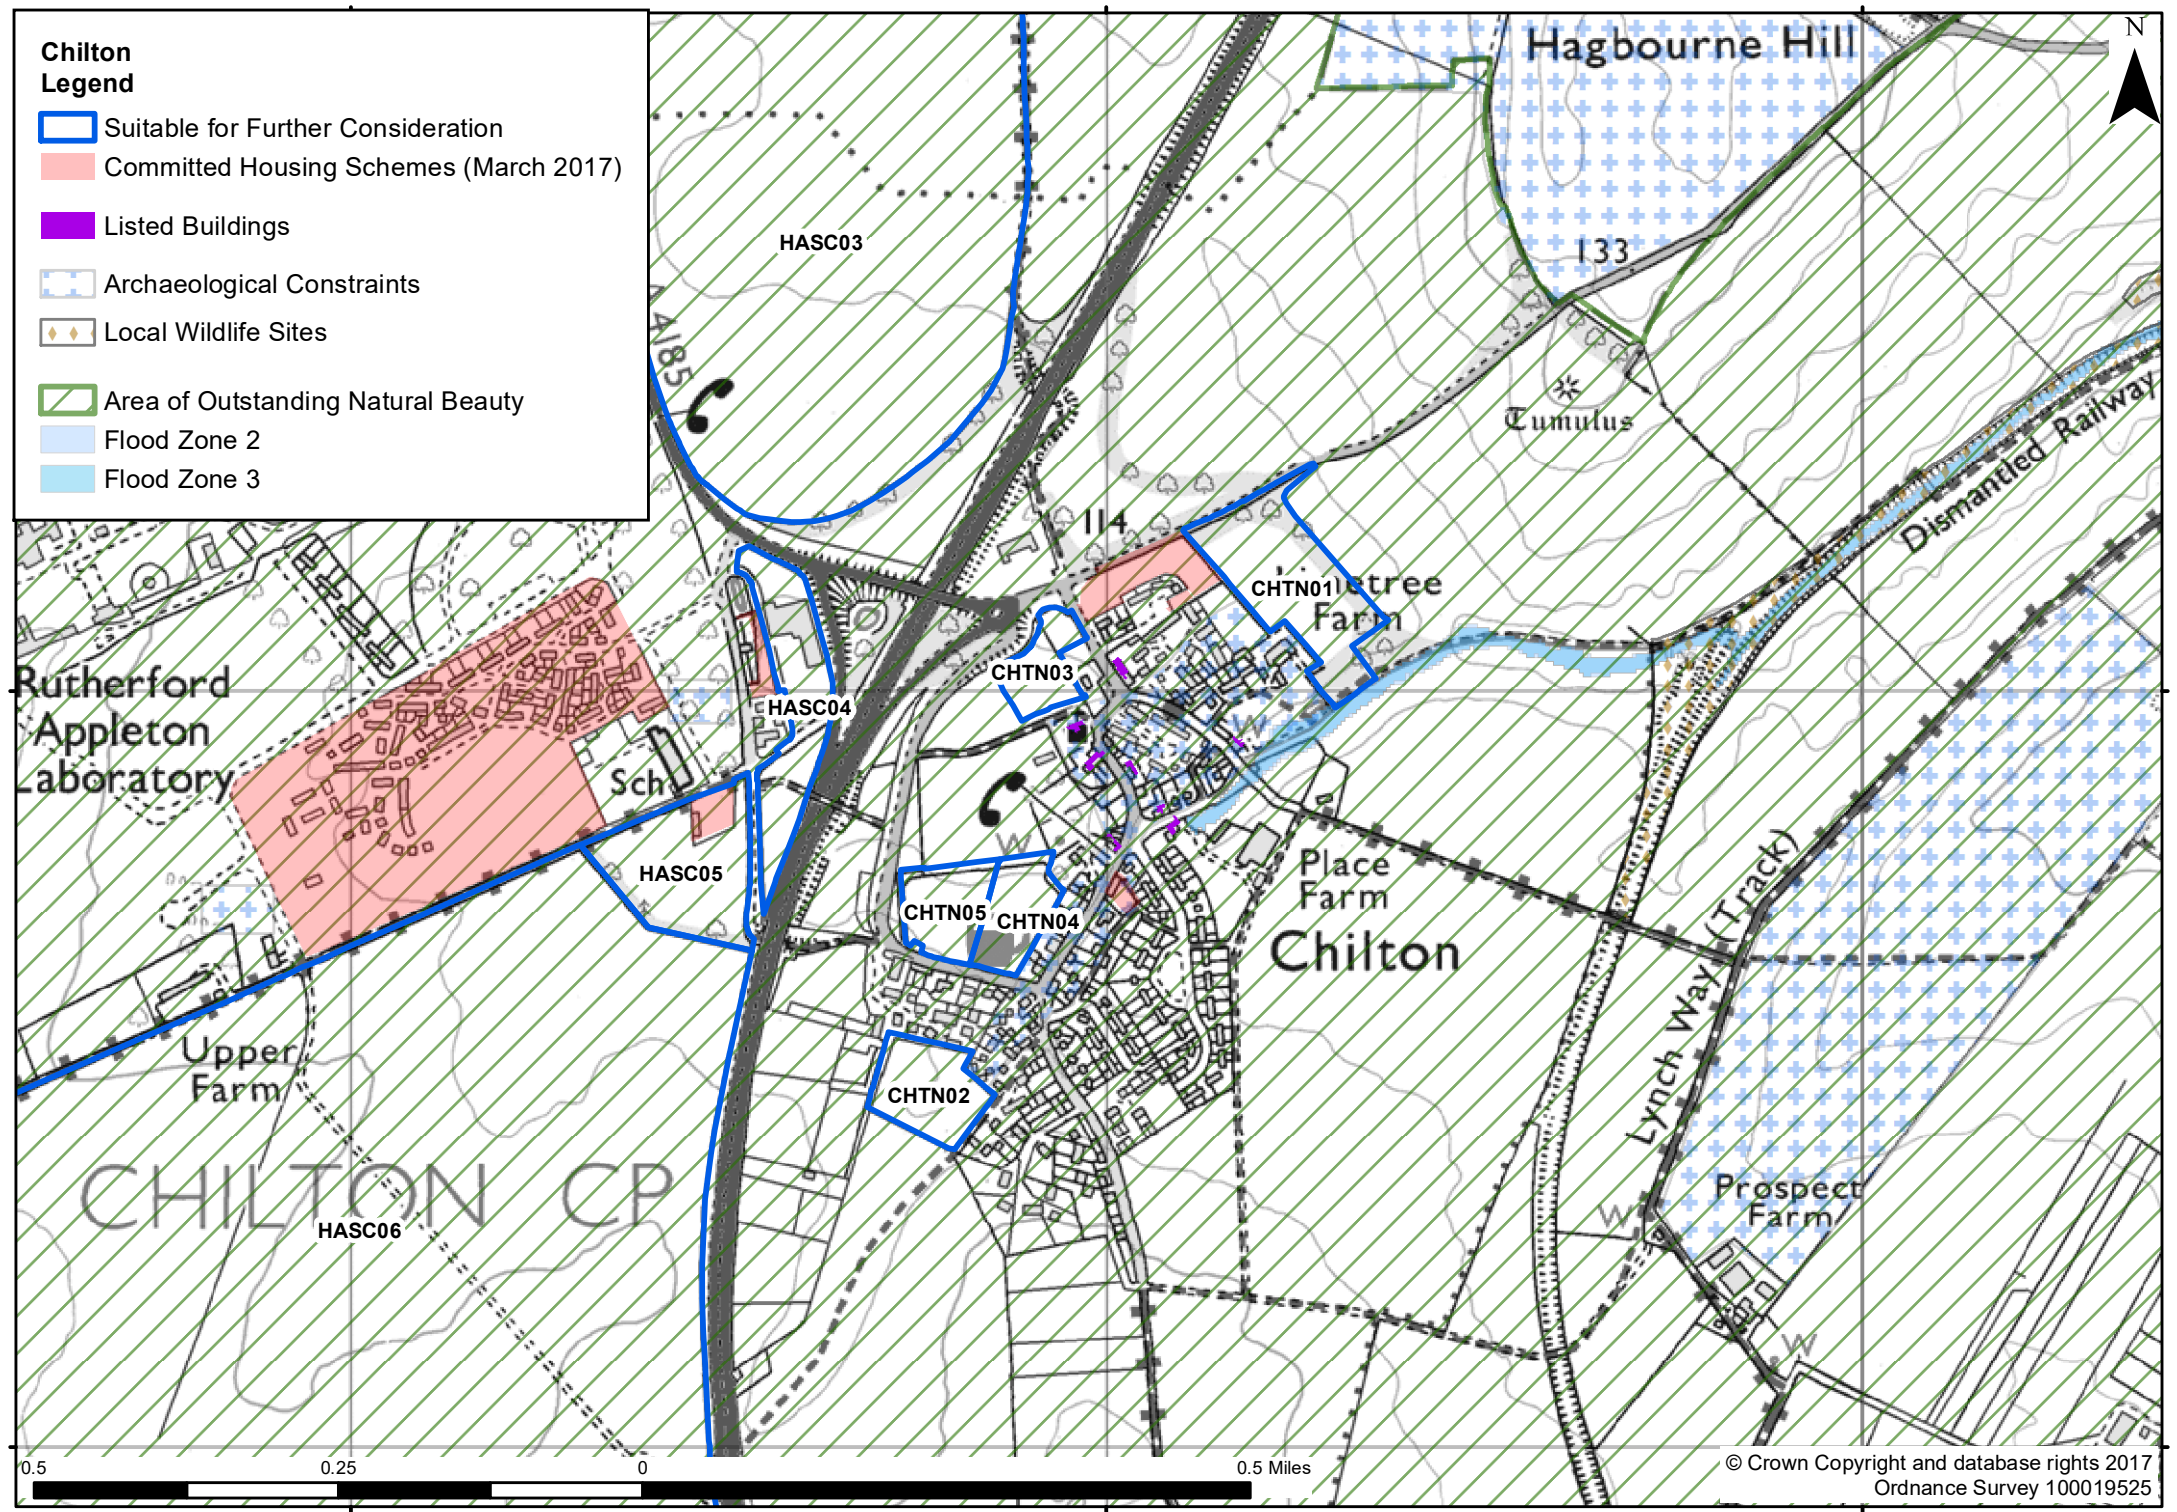 Chilton
Legend
Suitable for Further Consideration
Committed Housing Schemes (March 2017)
Listed Buildings
Archaeological Constraints
Local Wildlife Sites
Area of Outstanding Natural Beauty
Flood Zone 2
Flood Zone 3
N
Hagbourne Hill
133
HASC03
A4185
Tumulus
Dismantled Railway
114
CHTN01
etree
Farm
Rutherford
Appleton
Laboratory
CHTN03
HASC04
W
Sch
HASC05
W
Place
Farm
CHTN05
CHTN04
Chilton
Lynch Way (Track)
Upper
Farm
CHTN02
CHILTON CP
HASC06
Prospect
Farm
W
W
0.5
0.25
0
0.5 Miles
© Crown Copyright and database rights 2017
Ordnance Survey 100019525